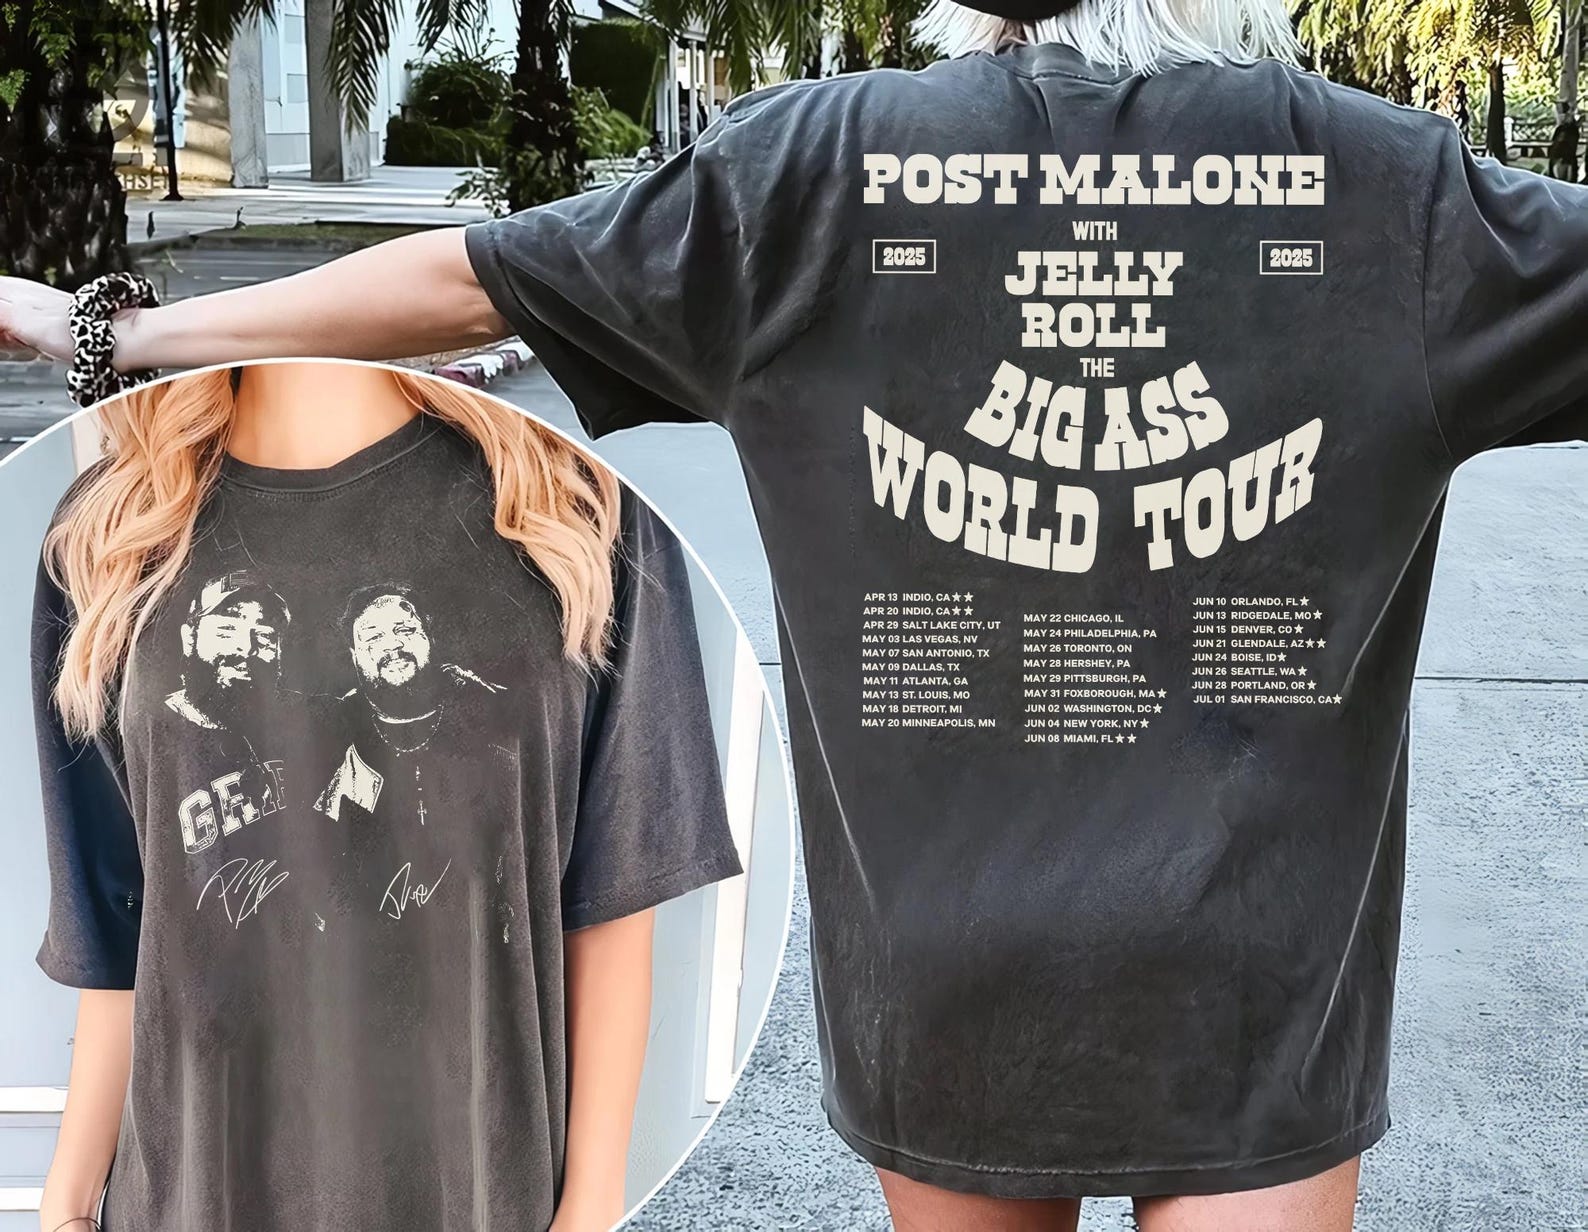 POST MALONE
WITH
2025
JELLY
2025
ROLL
THE
BIG ASS
WORLD TOUR
APR 13 INDIO, CA★★
APR 20 INDIO, CA★★
APR 29 SALT LAKE CITY, UT
MAY 03 LAS VEGAS, NV
MAY 07 SAN ANTONIO, TX
MAY 09 DALLAS, TX
MAY 11 ATLANTA, GA
MAY 13 ST. LOUIS, MO
MAY 18 DETROIT, MI
MAY 20 MINNEAPOLIS, MN
MAY 22 CHICAGO, IL
MAY 24 PHILADELPHIA, PA
MAY 26 TORONTO, ON
MAY 28 HERSHEY, PA
MAY 29 PITTSBURGH, PA
MAY 31 FOXBOROUGH, MA★
JUN 02 WASHINGTON, DC★
JUN 04 NEW YORK, NY★
JUN 08 MIAMI, FL★★
JUN 10 ORLANDO, FL★
JUN 13 RIDGEDALE, MO★
JUN 15 DENVER, CO★
JUN 21 GLENDALE, AZ★★
JUN 24 BOISE, ID★
JUN 26 SEATTLE, WA★
JUN 28 PORTLAND, OR★
JUL 01 SAN FRANCISCO, CA★